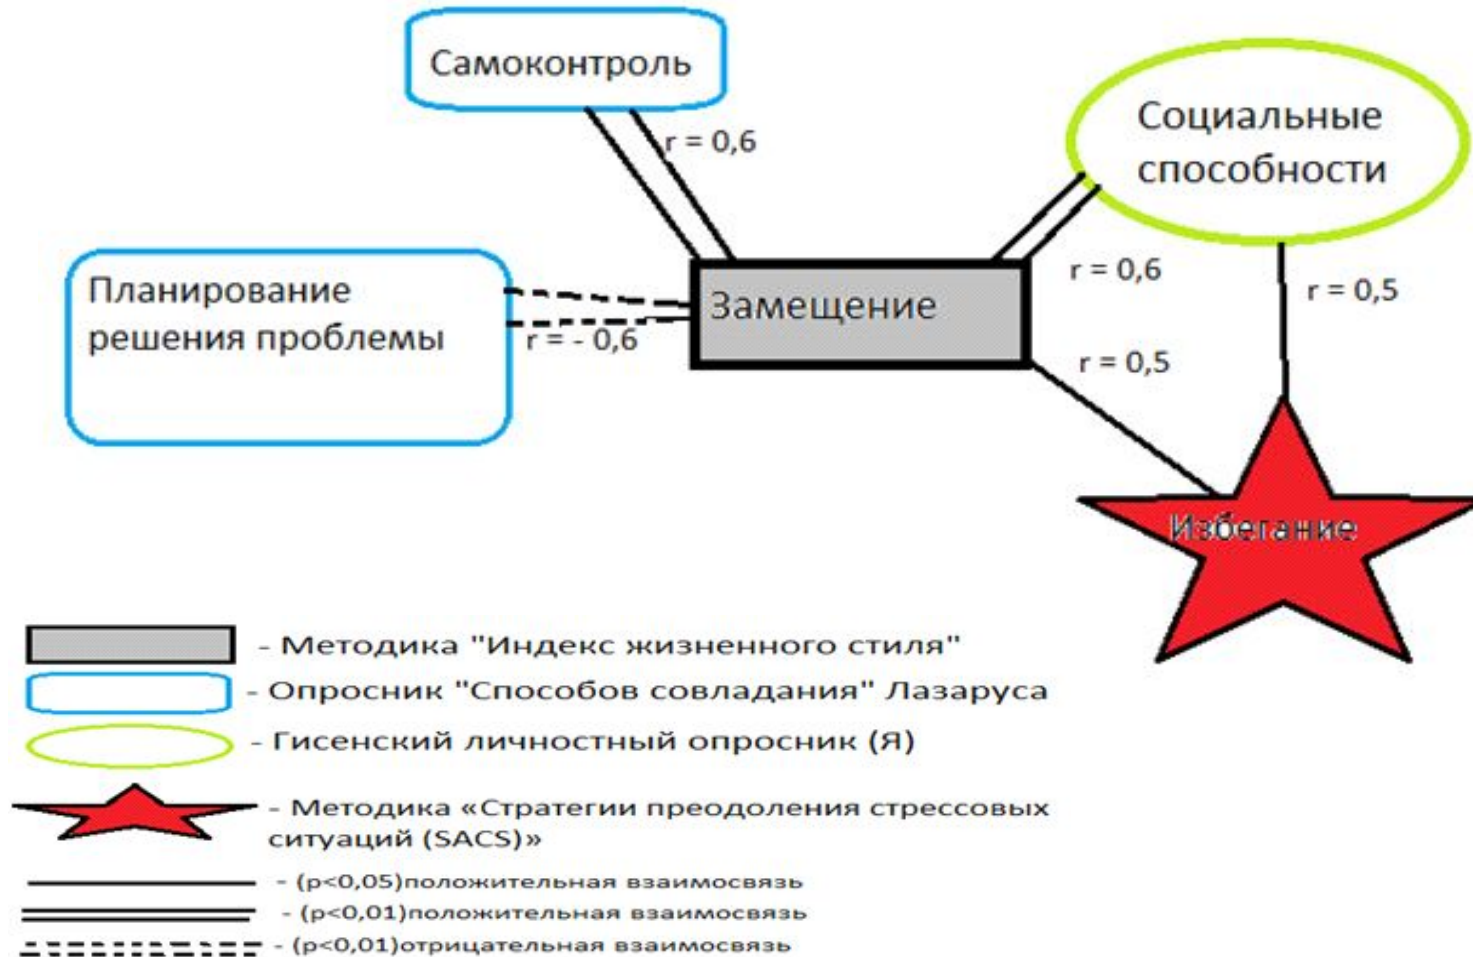 Самоконтроль
r = 0,6
Социальные
способности
Планирование
решения проблемы
r = - 0,6
Замещение
r = 0,6
r = 0,5
r = 0,5
Избегание
- Методика "Индекс жизненного стиля"
- Опросник "Способов совладания" Лазаруса
- Гисенский личностный опросник (Я)
- Методика «Стратегии преодоления стрессовых
ситуаций (SACS)»
- (р<0,05)положительная взаимосвязь
- (р<0,01)положительная взаимосвязь
- (р<0,01)отрицательная взаимосвязь